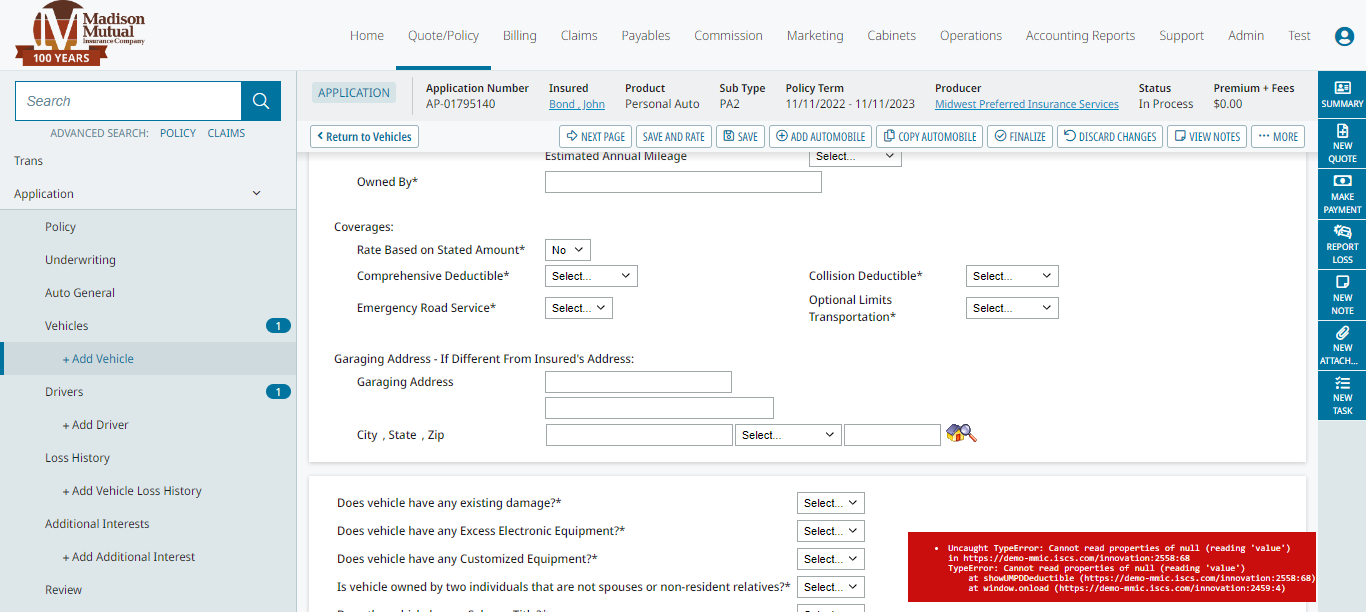 Madison
Mutual
Insurance Company
100 YEARS
Home Quote/Policy Billing Claims Payables Commission Marketing Cabinets Operations Accounting Reports Support Admin Test
Search
ADVANCED SEARCH: POLICY CLAIMS
Trans
Application
Policy
Underwriting
Auto General
Vehicles 1
+ Add Vehicle
Drivers 1
+ Add Driver
Loss History
+ Add Vehicle Loss History
Additional Interests
+ Add Additional Interest
Review
APPLICATION
Application Number Insured Product Sub Type Policy Term Producer Status Premium + Fees
AP-01795140 Bond , John Personal Auto PA2 11/11/2022 - 11/11/2023 Midwest Preferred Insurance Services In Process $0.00
Return to Vehicles NEXT PAGE SAVE AND RATE SAVE ADD AUTOMOBILE COPY AUTOMOBILE FINALIZE DISCARD CHANGES VIEW NOTES ··· MORE
Estimated Annual Mileage Select...
Owned By*
Coverages:
Rate Based on Stated Amount* No
Comprehensive Deductible* Select... Collision Deductible* Select...
Emergency Road Service* Select... Optional Limits
Transportation* Select...
Garaging Address - If Different From Insured's Address:
Garaging Address
City , State , Zip Select...
Does vehicle have any existing damage?* Select...
Does vehicle have any Excess Electronic Equipment?* Select...
Does vehicle have any Customized Equipment?* Select...
Is vehicle owned by two individuals that are not spouses or non-resident relatives?* Select...
• Uncaught TypeError: Cannot read properties of null (reading 'value')
in https://demo-mmic.iscs.com/innovation:2558:68
TypeError: Cannot read properties of null (reading 'value')
at showUMPDDeductible (https://demo-mmic.iscs.com/innovation:2558:68)
at window.onload (https://demo-mmic.iscs.com/innovation:2459:4)
SUMMARY
NEW
QUOTE
MAKE
PAYMENT
REPORT
LOSS
NEW
NOTE
NEW
ATTACH...
NEW
TASK